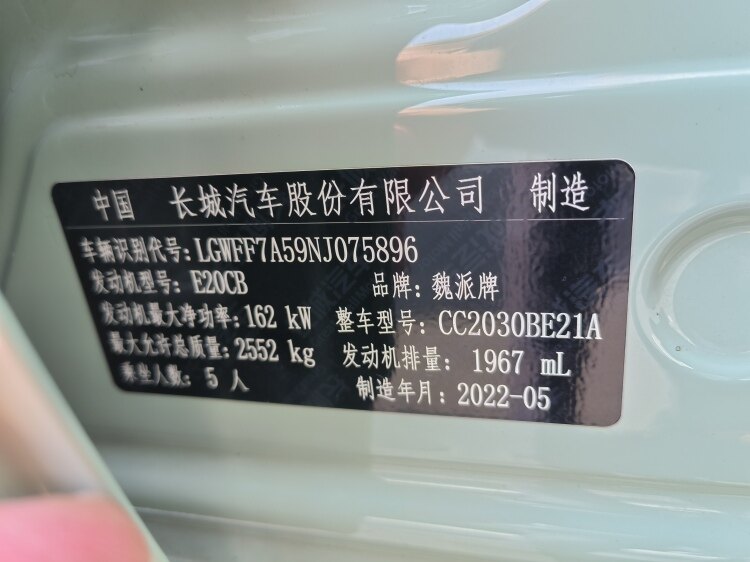 中国 长城汽车股份有限公司 制造
车辆识别代号:LGWFF7A59NJ075896
发动机型号:E20CB 品牌:魏派牌
发动机最大净功率:162 kW 整车型号:CC2030BE21A
最大允许总质量:2552 kg 发动机排量: 1967 mL
乘坐人数:5 人 制造年月:2022-05